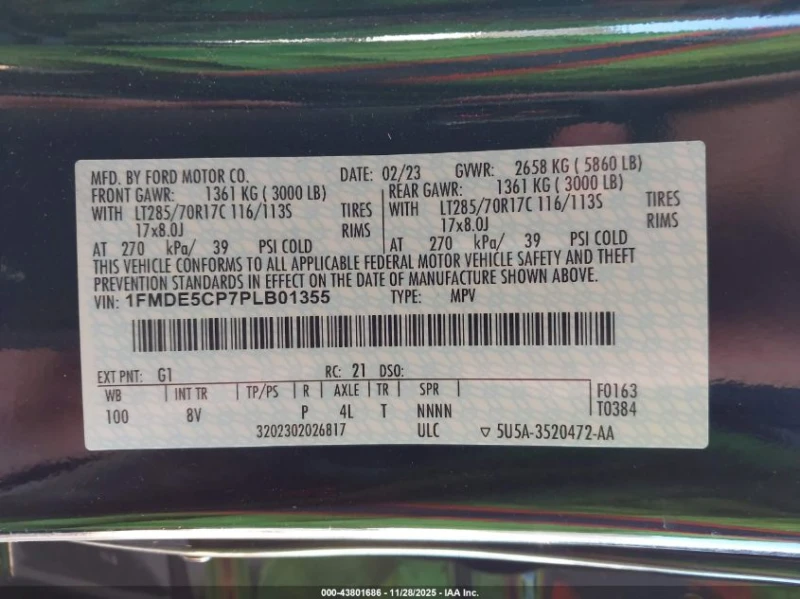 MFD. BY FORD MOTOR CO. DATE: 02/23 GVWR: 2658 KG ( 5860 LB)
FRONT GAWR: 1361 KG ( 3000 LB) REAR GAWR: 1361 KG ( 3000 LB)
WITH LT285/70R17C 116/113S TIRES WITH LT285/70R17C 116/113S TIRES
17x8.0J RIMS 17x8.0J RIMS
AT 270 kPa/ 39 PSI COLD AT 270 kPa/ 39 PSI COLD
THIS VEHICLE CONFORMS TO ALL APPLICABLE FEDERAL MOTOR VEHICLE SAFETY AND THEFT
PREVENTION STANDARDS IN EFFECT ON THE DATE OF MANUFACTURE SHOWN ABOVE.
VIN: 1FMDE5CP7PLB01355 TYPE: MPV
EXT PNT: G1 RC: 21 DSO:
WB INT TR TP/PS R AXLE TR SPR F0163
100 8V P 4L T NNNN T0384
3202302026817 ULC ▽ 5U5A-3520472-AA
000-43801686 - 11/28/2025 - IAA Inc.